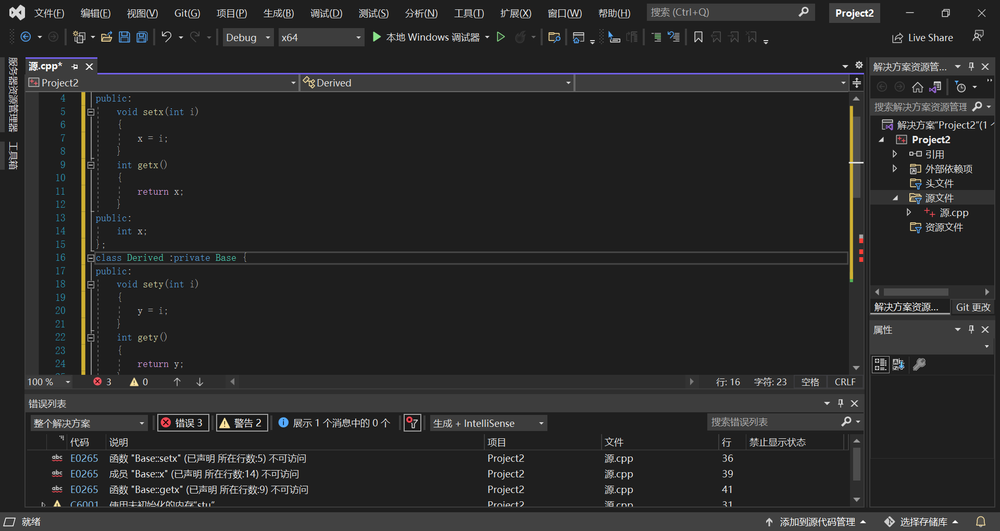 文件(F) 编辑(E) 视图(V) Git(G) 项目(P) 生成(B) 调试(D) 测试(S) 分析(N) 工具(T) 扩展(X) 窗口(W) 帮助(H) 搜索 (Ctrl+Q) Project2
Debug x64 本地 Windows 调试器 Live Share
服务器资源管理器
工具箱
源.cpp*
Project2 Derived
4 public:
5 void setx(int i)
6 {
7 x = i;
8 }
9 int getx()
10 {
11 return x;
12 }
13 public:
14 int x;
15 };
16 class Derived :private Base {
17 public:
18 void sety(int i)
19 {
20 y = i;
21 }
22 int gety()
23 {
24 return y;
100 % 3 0 行: 16 字符: 23 空格 CRLF
错误列表
整个解决方案 错误 3 警告 2 展示 1 个消息中的 0 个 生成 + IntelliSense 搜索错误列表
代码 说明 项目 文件 行 禁止显示状态
abc E0265 函数 "Base::setx" (已声明 所在行数:5) 不可访问 Project2 源.cpp 36
abc E0265 成员 "Base::x" (已声明 所在行数:14) 不可访问 Project2 源.cpp 39
abc E0265 函数 "Base::getx" (已声明 所在行数:9) 不可访问 Project2 源.cpp 41
C6001 使用未初始化的内存“stu” Project2 源.cpp 31
解决方案资源管...
搜索解决方案资源管理
解决方案“Project2”(1
Project2
引用
外部依赖项
头文件
源文件
源.cpp
资源文件
解决方案资源... Git 更改
属性
就绪 添加到源代码管理 选择存储库